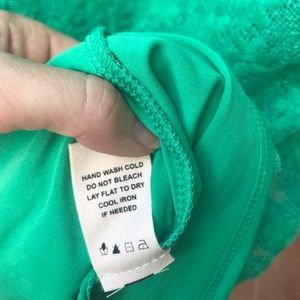 HAND WASH COLD
DO NOT BLEACH
LAY FLAT TO DRY
COOL IRON
IF NEEDED